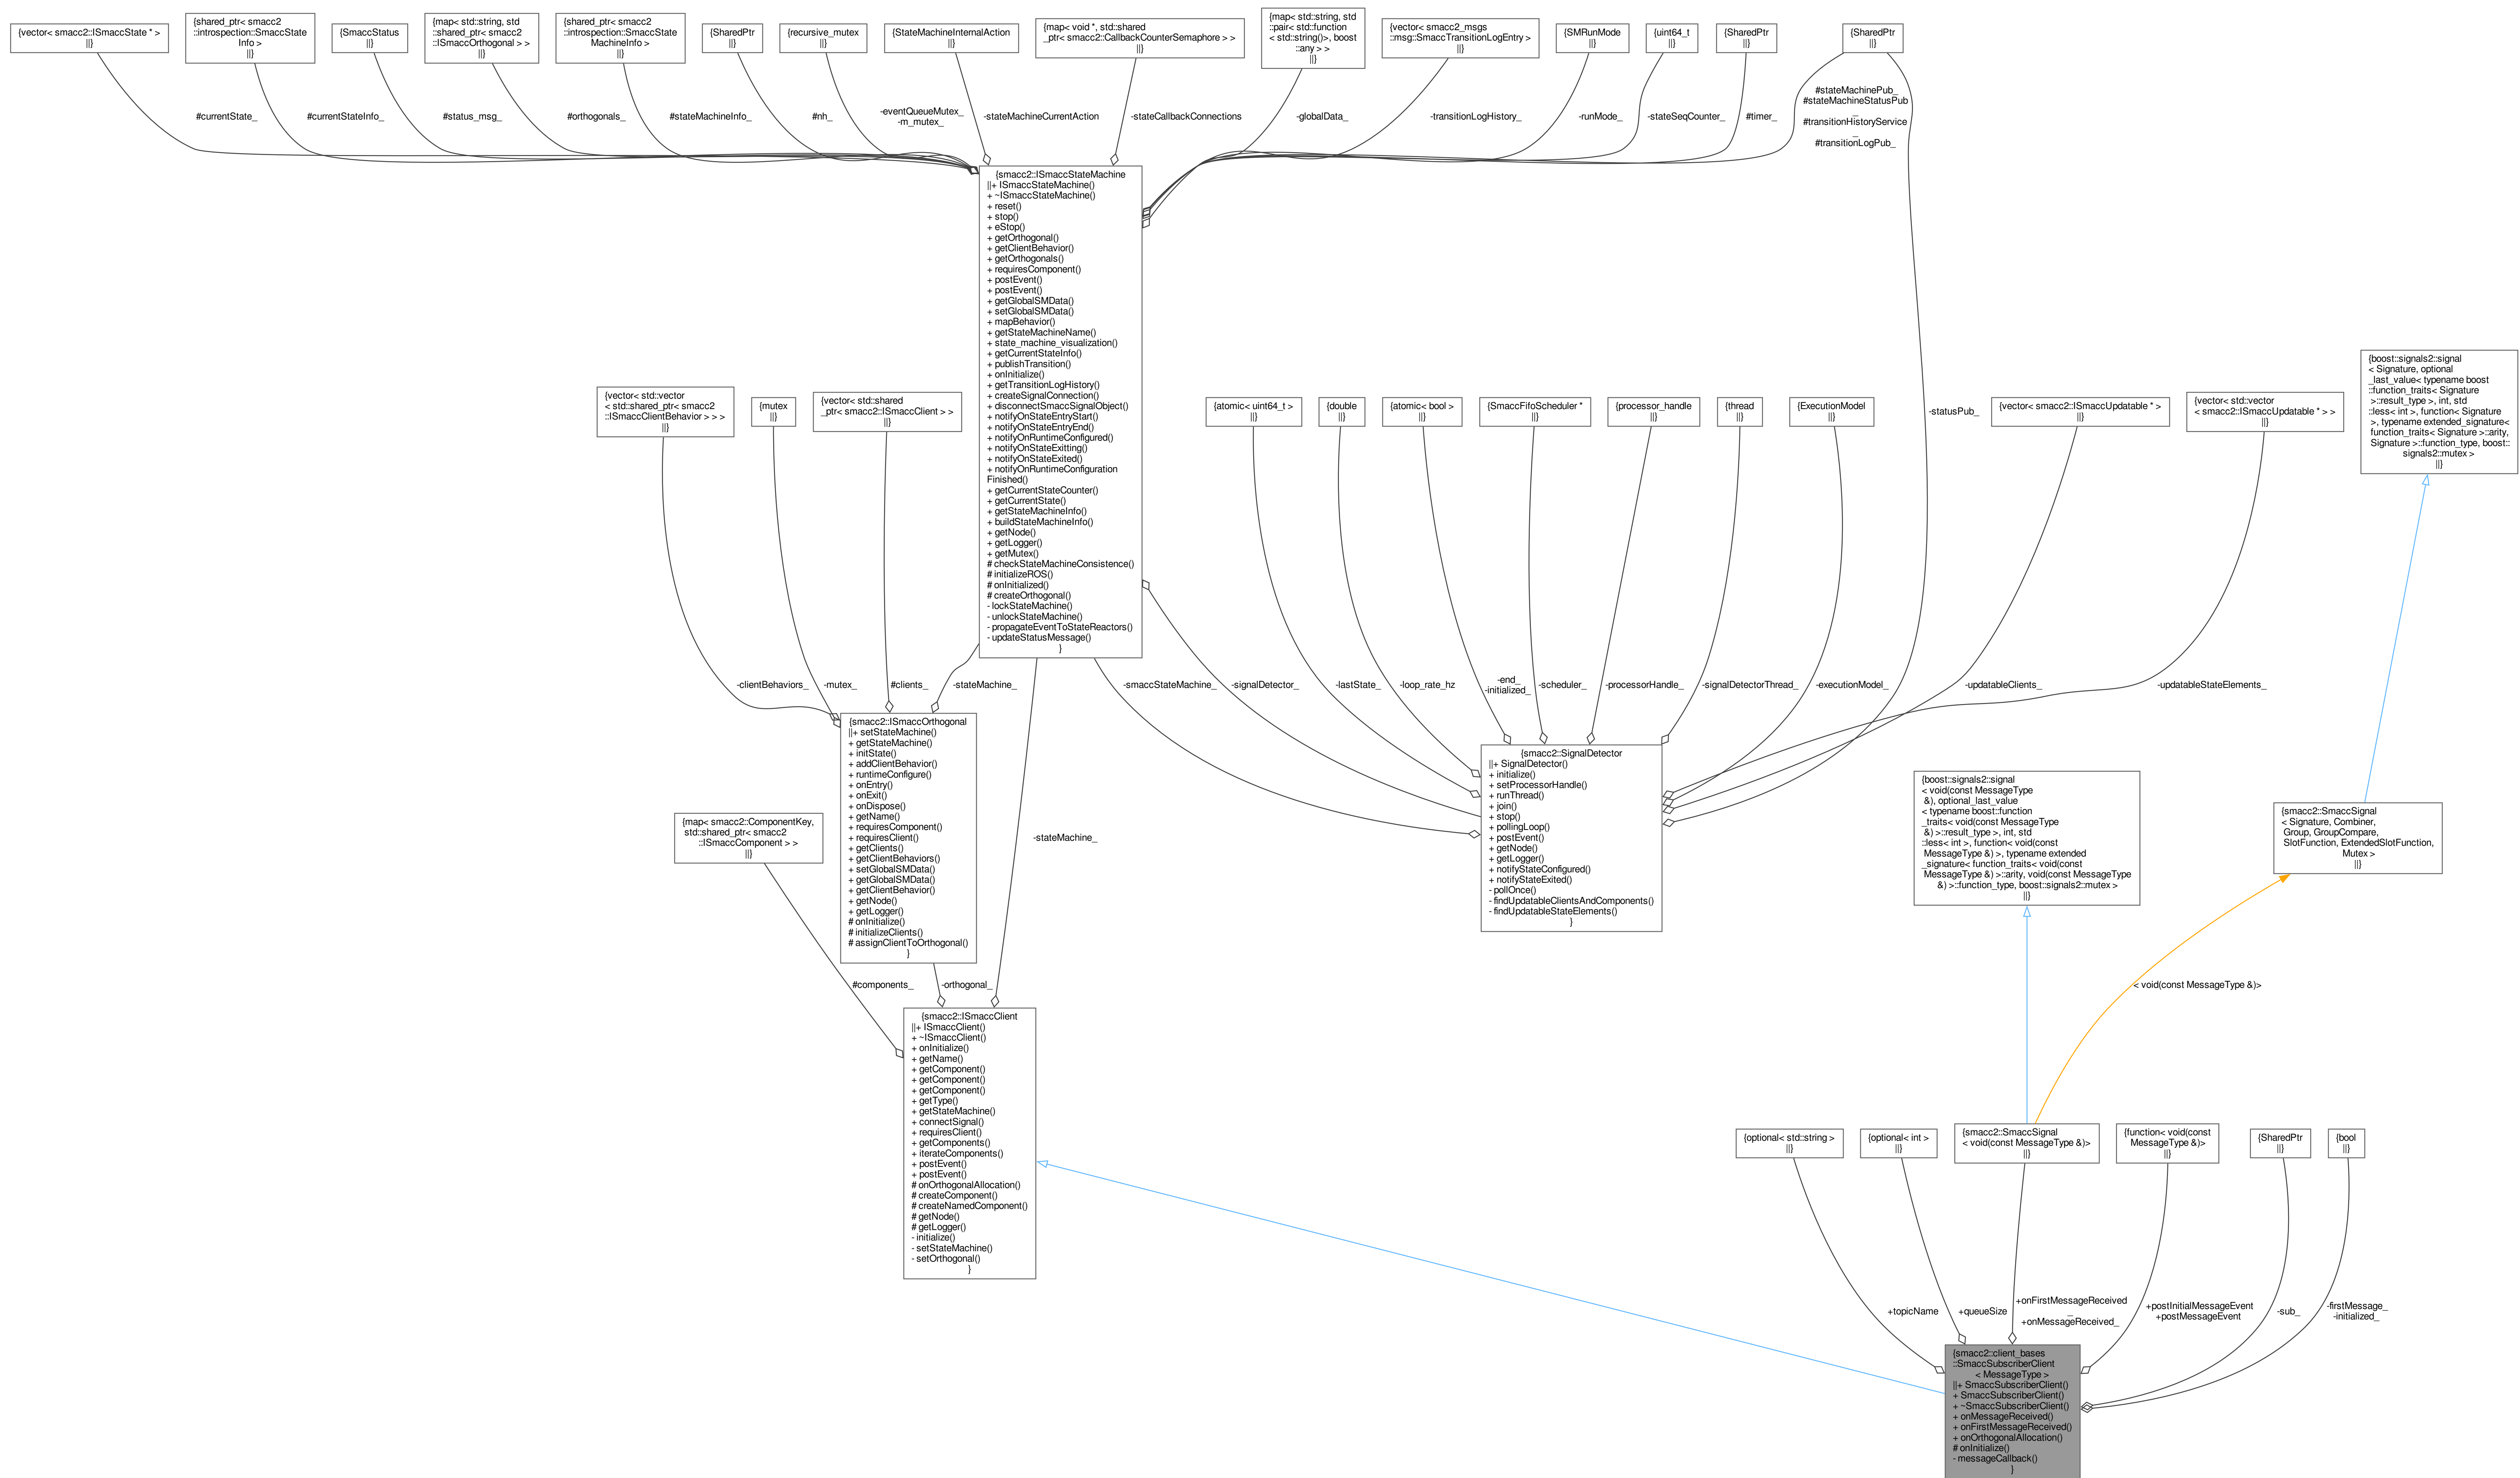 {vector< smacc2::ISmaccState * >
||}
{shared_ptr< smacc2
::introspection::SmaccState
Info >
||}
{SmaccStatus
||}
{map< std::string, std
::shared_ptr< smacc2
::ISmaccOrthogonal > >
||}
{shared_ptr< smacc2
::introspection::SmaccState
MachineInfo >
||}
{SharedPtr
||}
{recursive_mutex
||}
{StateMachineInternalAction
||}
{map< void *, std::shared
_ptr< smacc2::CallbackCounterSemaphore > >
||}
{map< std::string, std
::pair< std::function
< std::string()>, boost
::any > >
||}
{vector< smacc2_msgs
::msg::SmaccTransitionLogEntry >
||}
{SMRunMode
||}
{uint64_t
||}
{SharedPtr
||}
{SharedPtr
||}
#currentState_
#currentStateInfo_
#status_msg_
#orthogonals_
#stateMachineInfo_
#nh_
-eventQueueMutex_
-m_mutex_
-stateMachineCurrentAction
-stateCallbackConnections
-globalData_
-transitionLogHistory_
-runMode_
-stateSeqCounter_
#timer_
#stateMachinePub_
#stateMachineStatusPub
_
#transitionHistoryService
_
#transitionLogPub_
{smacc2::ISmaccStateMachine
||+ ISmaccStateMachine()
+ ~ISmaccStateMachine()
+ reset()
+ stop()
+ eStop()
+ getOrthogonal()
+ getClientBehavior()
+ getOrthogonals()
+ requiresComponent()
+ postEvent()
+ postEvent()
+ getGlobalSMData()
+ setGlobalSMData()
+ mapBehavior()
+ getStateMachineName()
+ state_machine_visualization()
+ getCurrentStateInfo()
+ publishTransition()
+ onInitialize()
+ getTransitionLogHistory()
+ createSignalConnection()
+ disconnectSmaccSignalObject()
+ notifyOnStateEntryStart()
+ notifyOnStateEntryEnd()
+ notifyOnRuntimeConfigured()
+ notifyOnStateExitting()
+ notifyOnStateExited()
+ notifyOnRuntimeConfiguration
Finished()
+ getCurrentStateCounter()
+ getCurrentState()
+ getStateMachineInfo()
+ buildStateMachineInfo()
+ getNode()
+ getLogger()
+ getMutex()
# checkStateMachineConsistence()
# initializeROS()
# onInitialized()
# createOrthogonal()
- lockStateMachine()
- unlockStateMachine()
- propagateEventToStateReactors()
- updateStatusMessage()
}
{vector< std::vector
< std::shared_ptr< smacc2
::ISmaccClientBehavior > > >
||}
{mutex
||}
{vector< std::shared
_ptr< smacc2::ISmaccClient > >
||}
{atomic< uint64_t >
||}
{double
||}
{atomic< bool >
||}
{SmaccFifoScheduler *
||}
{processor_handle
||}
{thread
||}
{ExecutionModel
||}
-statusPub_
{vector< smacc2::ISmaccUpdatable * >
||}
{vector< std::vector
< smacc2::ISmaccUpdatable * > >
||}
{boost::signals2::signal
< Signature, optional
_last_value< typename boost
::function_traits< Signature
>::result_type >, int, std
::less< int >, function< Signature
>, typename extended_signature<
function_traits< Signature >::arity,
Signature >::function_type, boost::
signals2::mutex >
||}
-clientBehaviors_
-mutex_
#clients_
-stateMachine_
-smaccStateMachine_
-signalDetector_
-lastState_
-loop_rate_hz
-end_
-initialized_
-scheduler_
-processorHandle_
-signalDetectorThread_
-executionModel_
-updatableClients_
-updatableStateElements_
{smacc2::ISmaccOrthogonal
||+ setStateMachine()
+ getStateMachine()
+ initState()
+ addClientBehavior()
+ runtimeConfigure()
+ onEntry()
+ onExit()
+ onDispose()
+ getName()
+ requiresComponent()
+ requiresClient()
+ getClients()
+ getClientBehaviors()
+ setGlobalSMData()
+ getGlobalSMData()
+ getClientBehavior()
+ getNode()
+ getLogger()
# onInitialize()
# initializeClients()
# assignClientToOrthogonal()
}
{smacc2::SignalDetector
||+ SignalDetector()
+ initialize()
+ setProcessorHandle()
+ runThread()
+ join()
+ stop()
+ pollingLoop()
+ postEvent()
+ getNode()
+ getLogger()
+ notifyStateConfigured()
+ notifyStateExited()
- pollOnce()
- findUpdatableClientsAndComponents()
- findUpdatableStateElements()
}
{map< smacc2::ComponentKey,
std::shared_ptr< smacc2
::ISmaccComponent > >
||}
-stateMachine_
{boost::signals2::signal
< void(const MessageType
&), optional_last_value
< typename boost::function
_traits< void(const MessageType
&) >::result_type >, int, std
::less< int >, function< void(const
MessageType &) >, typename extended
_signature< function_traits< void(const
MessageType &) >::arity, void(const MessageType
&) >::function_type, boost::signals2::mutex >
||}
{smacc2::SmaccSignal
< Signature, Combiner,
Group, GroupCompare,
SlotFunction, ExtendedSlotFunction,
Mutex >
||}
#components_
-orthogonal_
< void(const MessageType &)>
{smacc2::ISmaccClient
||+ ISmaccClient()
+ ~ISmaccClient()
+ onInitialize()
+ getName()
+ getComponent()
+ getComponent()
+ getComponent()
+ getType()
+ getStateMachine()
+ connectSignal()
+ requiresClient()
+ getComponents()
+ iterateComponents()
+ postEvent()
+ postEvent()
# onOrthogonalAllocation()
# createComponent()
# createNamedComponent()
# getNode()
# getLogger()
- initialize()
- setStateMachine()
- setOrthogonal()
}
{optional< std::string >
||}
{optional< int >
||}
{smacc2::SmaccSignal
< void(const MessageType &)>
||}
{function< void(const
MessageType &)>
||}
{SharedPtr
||}
{bool
||}
+topicName
+queueSize
+onFirstMessageReceived
_
+onMessageReceived_
+postInitialMessageEvent
+postMessageEvent
-sub_
-firstMessage_
-initialized_
{smacc2::client_bases
::SmaccSubscriberClient
< MessageType >
||+ SmaccSubscriberClient()
+ SmaccSubscriberClient()
+ ~SmaccSubscriberClient()
+ onMessageReceived()
+ onFirstMessageReceived()
+ onOrthogonalAllocation()
# onInitialize()
- messageCallback()
}